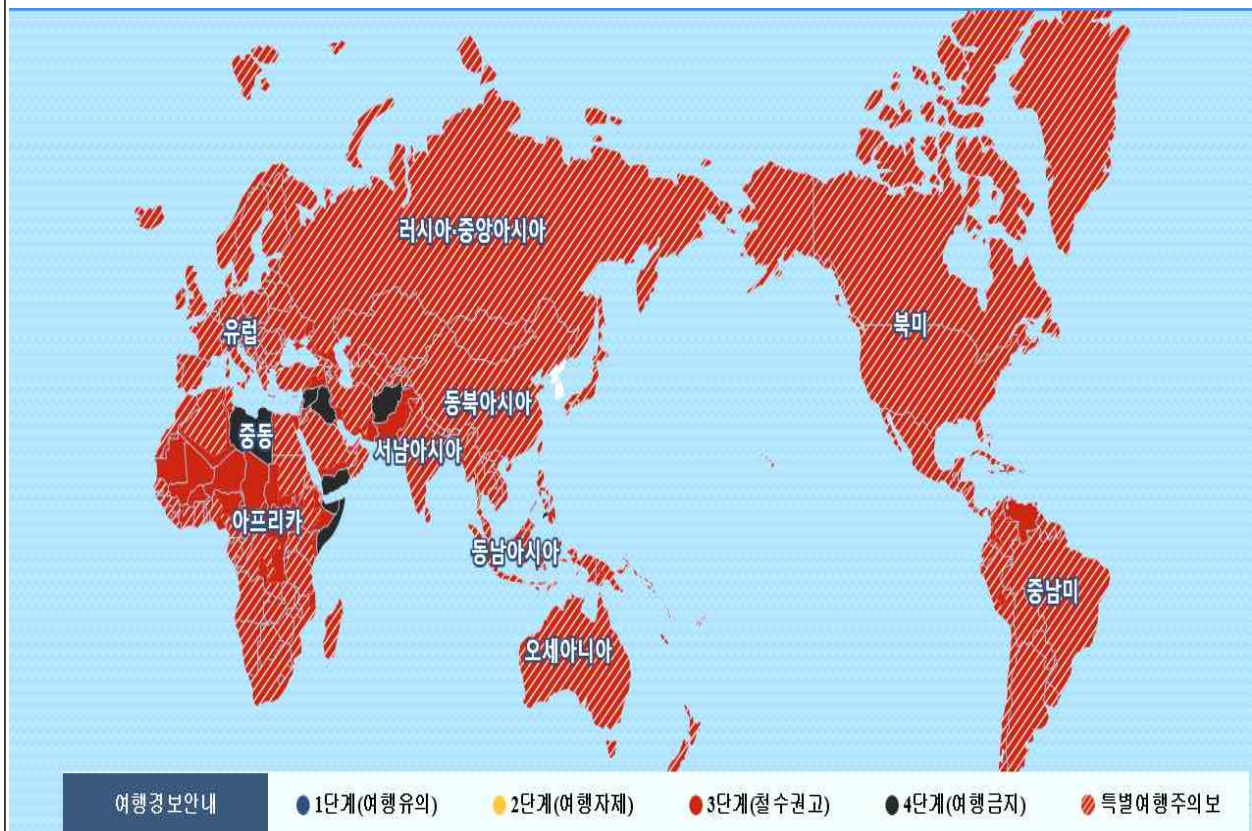 러시아·중앙아시아
유럽
북미
동북아시아
중동
서남아시아
아프리카
동남아시아
중남미
오세아니아
여행경보안내
1단계(여행유의)
2단계(여행자제)
3단계(철수권고)
4단계(여행금지)
특별여행주의보